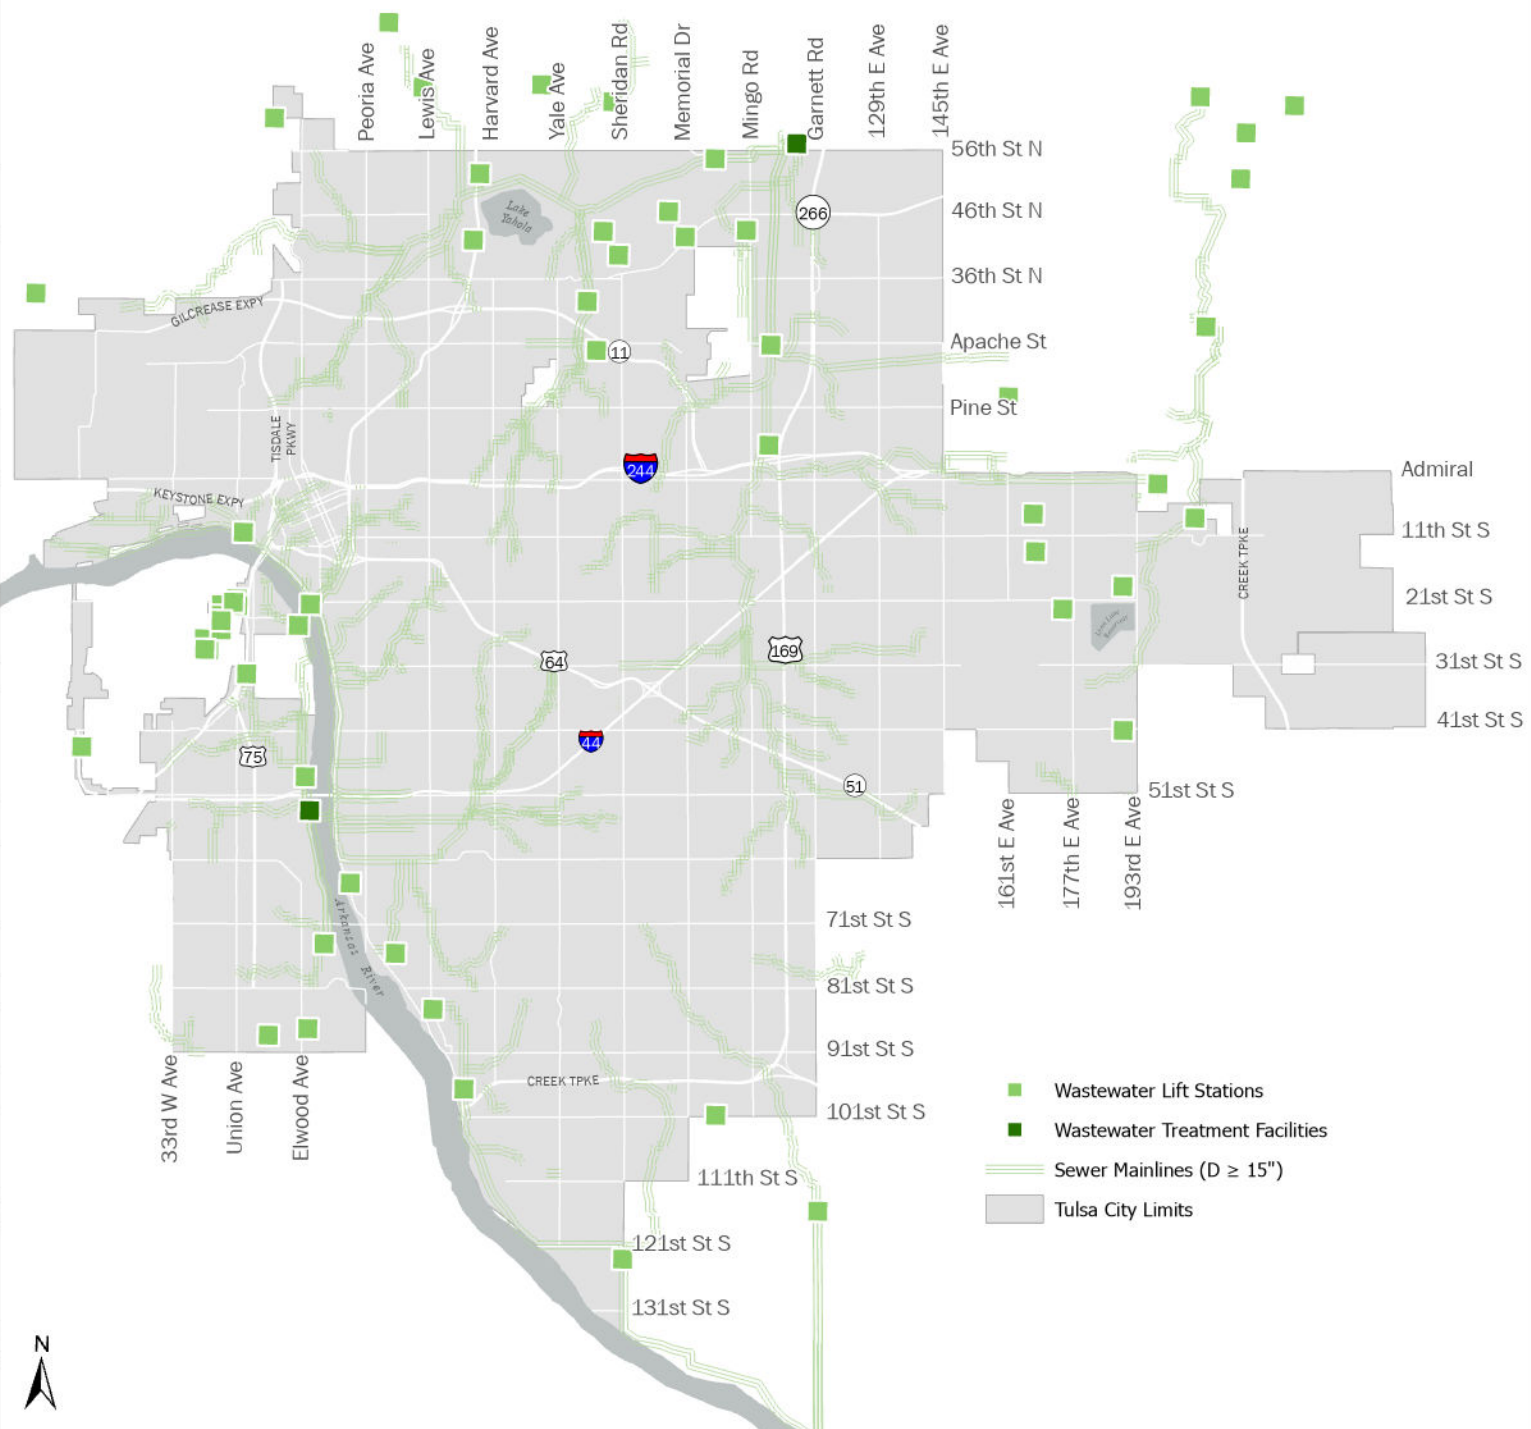 Peoria Ave
Lewis Ave
Harvard Ave
Yale Ave
Sheridan Rd
Memorial Dr
Mingo Rd
Garnett Rd
129th E Ave
145th E Ave
56th St N
Lake
Yahola
266
46th St N
36th St N
GILCREASE EXPY
11
Apache St
Pine St
TISDALE
PKWY
244
Admiral
KEYSTONE EXPY
11th St S
CREEK TPKE
21st St S
64
169
31st St S
41st St S
75
44
51
51st St S
161st E Ave
177th E Ave
193rd E Ave
Arkansas River
71st St S
81st St S
91st St S
33rd W Ave
Union Ave
Elwood Ave
CREEK TPKE
101st St S
Wastewater Lift Stations
Wastewater Treatment Facilities
111th St S
Sewer Mainlines (D ≥ 15")
Tulsa City Limits
121st St S
131st St S
N